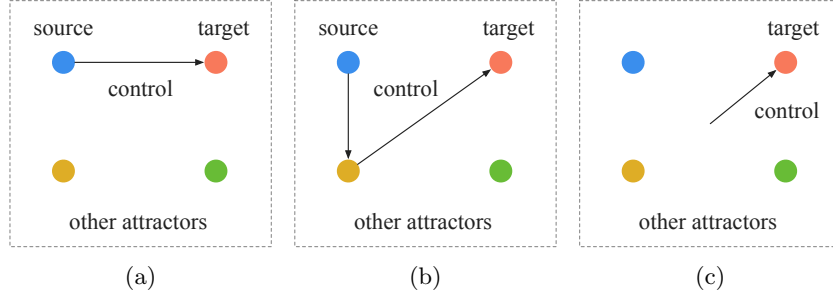 source target
control
other attractors
(a)
source target
control
other attractors
(b)
target
control
other attractors
(c)